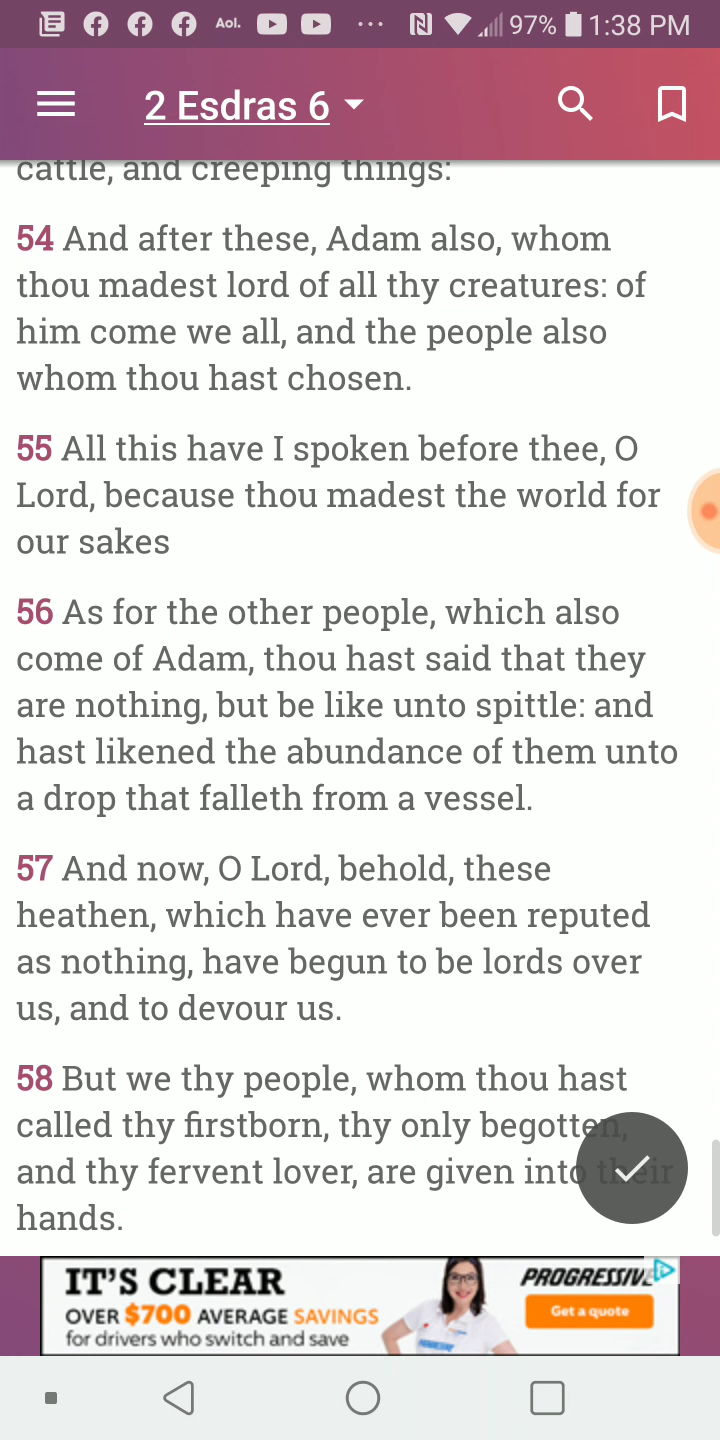 Aol.
97% 1:38 PM
2 Esdras 6
cattle, and creeping things:
54 And after these, Adam also, whom
thou madest lord of all thy creatures: of
him come we all, and the people also
whom thou hast chosen.
55 All this have I spoken before thee, O
Lord, because thou madest the world for
our sakes
56 As for the other people, which also
come of Adam, thou hast said that they
are nothing, but be like unto spittle: and
hast likened the abundance of them unto
a drop that falleth from a vessel.
57 And now, O Lord, behold, these
heathen, which have ever been reputed
as nothing, have begun to be lords over
us, and to devour us.
58 But we thy people, whom thou hast
called thy firstborn, thy only begotten,
and thy fervent lover, are given into their
hands.
IT'S CLEAR
OVER $700 AVERAGE SAVINGS
for drivers who switch and save
PROGRESSIVE
Get a quote